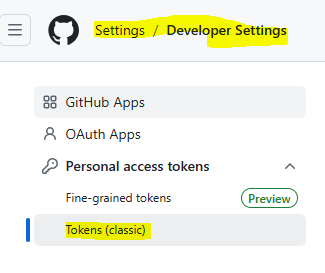 Settings / Developer Settings
GitHub Apps
OAuth Apps
Personal access tokens
Fine-grained tokens Preview
Tokens (classic)